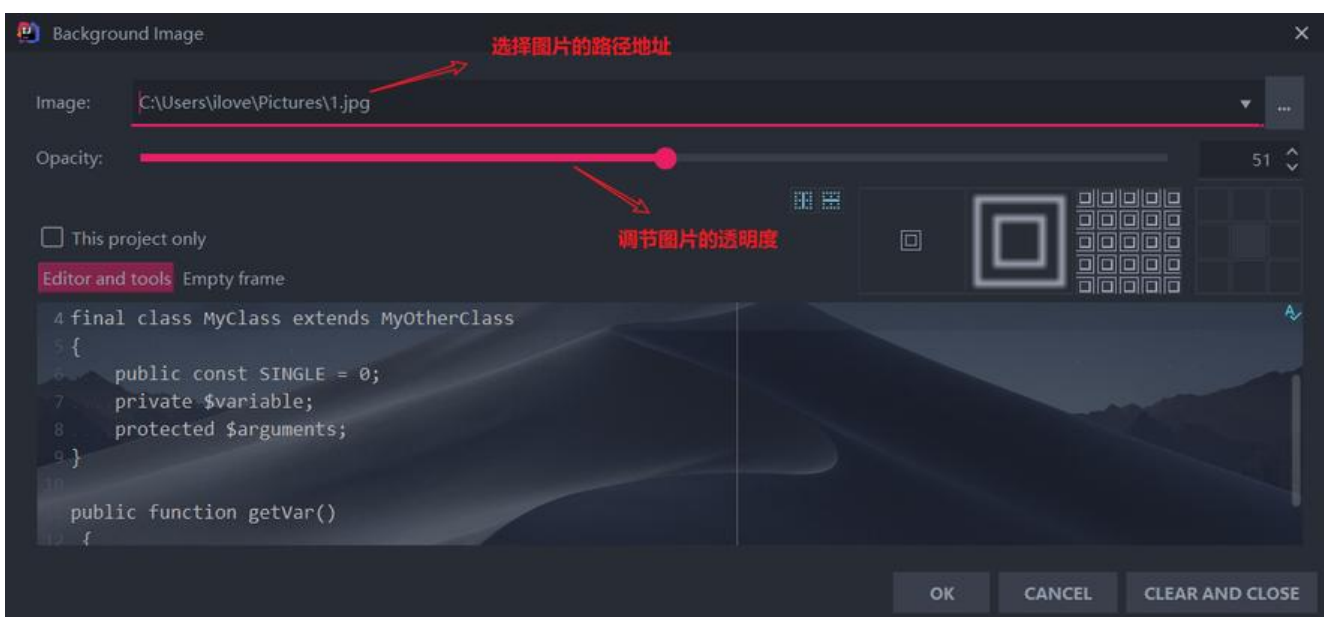 Background Image
选择图片的路径地址
Image: C:\Users\ilove\Pictures\1.jpg ...
Opacity: 51
调节图片的透明度
This project only
Editor and tools Empty frame
4 final class MyClass extends MyOtherClass
5 {
6 public const SINGLE = 0;
7 private $variable;
8 protected $arguments;
9 }
10
public function getVar()
12 {
OK CANCEL CLEAR AND CLOSE